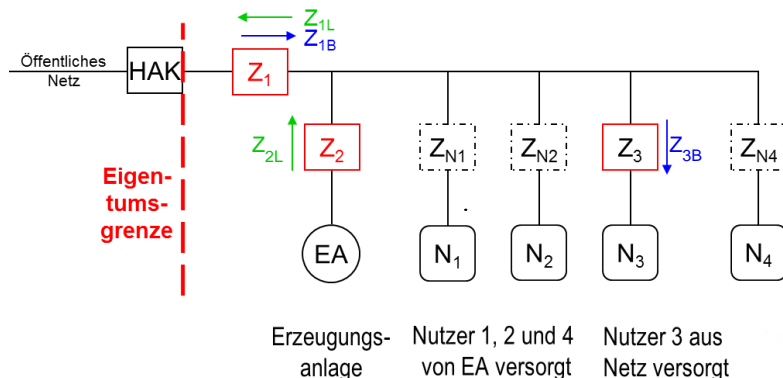 Z1L
Z1B
Öffentliches
Netz
HAK
Z1
Z2L
Z2
ZN1
ZN2
Z3
Z3B
ZN4
Eigen-
tums-
grenze
EA
N1
N2
N3
N4
Erzeugungs-
anlage
Nutzer 1, 2 und 4
von EA versorgt
Nutzer 3 aus
Netz versorgt